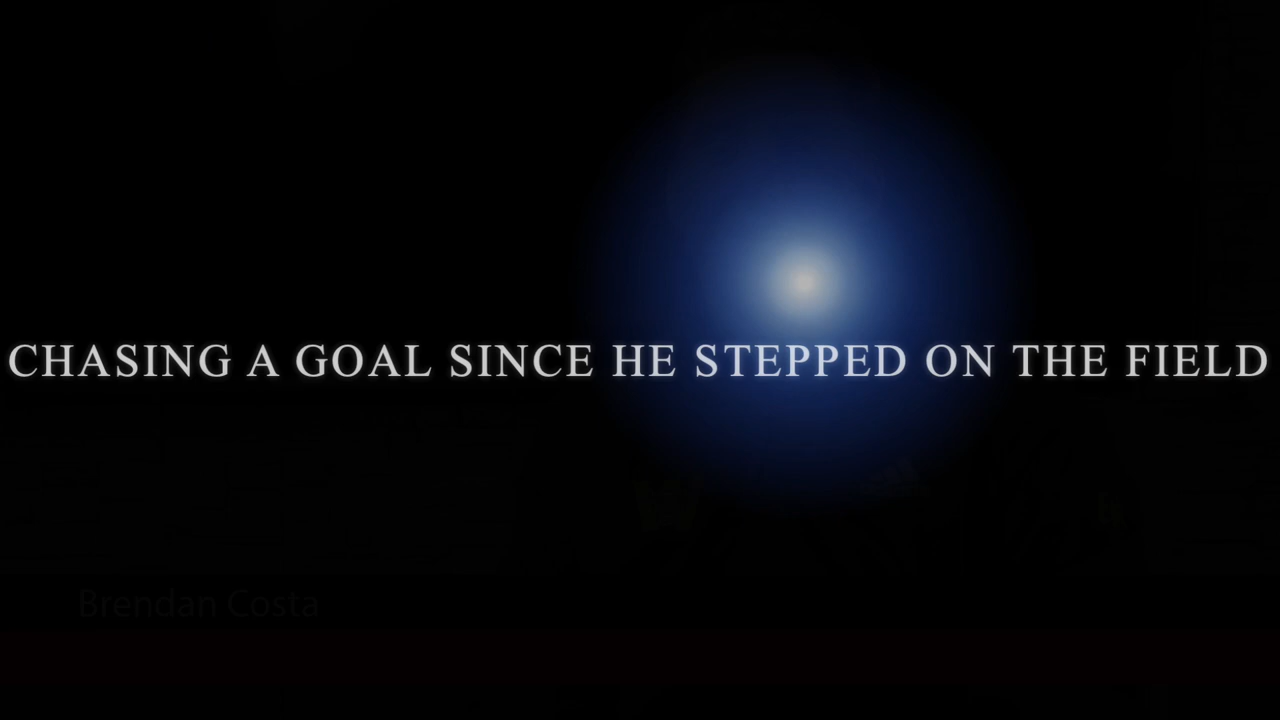 CHASING A GOAL SINCE HE STEPPED ON THE FIELD
Brendan Costa